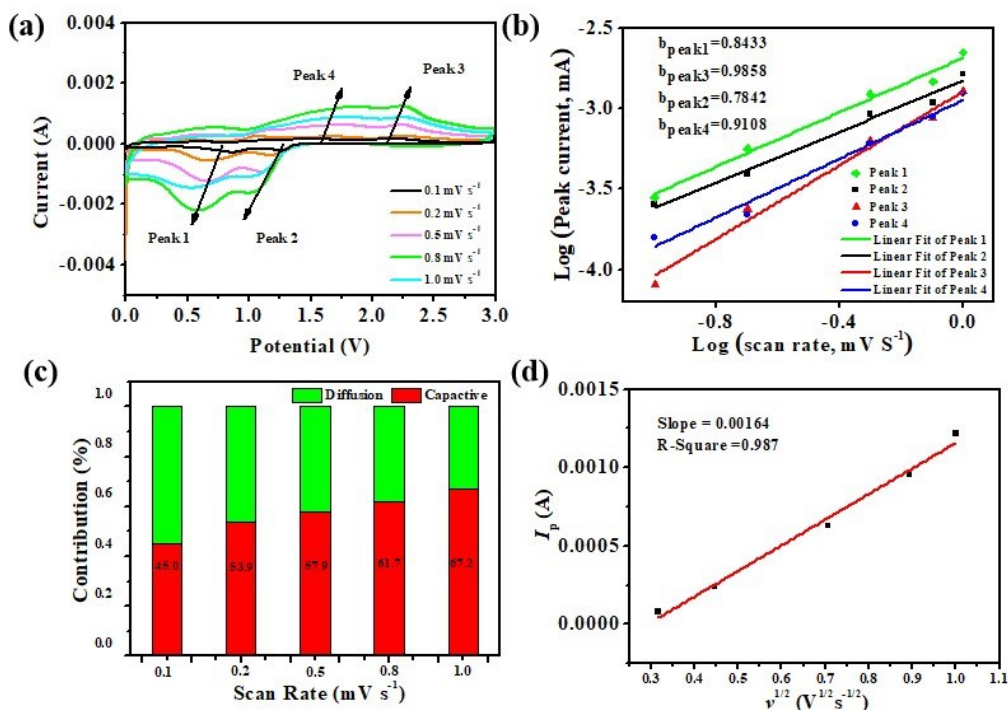 (a)
0.004
0.002
0.000
-0.002
-0.004
Current (A)
Peak 4
Peak 3
Peak 1
Peak 2
0.1 mV s⁻¹
0.2 mV s⁻¹
0.5 mV s⁻¹
0.8 mV s⁻¹
1.0 mV s⁻¹
0.0 0.5 1.0 1.5 2.0 2.5 3.0
Potential (V)
(b)
-2.5
-3.0
-3.5
-4.0
Log (Peak current, mA)
bpeak1=0.8433
bpeak3=0.9858
bpeak2=0.7842
bpeak4=0.9108
Peak 1
Peak 2
Peak 3
Peak 4
Linear Fit of Peak 1
Linear Fit of Peak 2
Linear Fit of Peak 3
Linear Fit of Peak 4
-0.8 -0.4 0.0
Log (scan rate, mV S⁻¹)
(c)
1.0
0.8
0.6
0.4
0.2
0.0
Contribution (%)
Diffusion Capactive
45.0 53.9 57.9 61.7 67.2
0.1 0.2 0.5 0.8 1.0
Scan Rate (mV s⁻¹)
(d)
0.0015
0.0010
0.0005
0.0000
Ip (A)
Slope = 0.00164
R-Square =0.987
0.3 0.4 0.5 0.6 0.7 0.8 0.9 1.0 1.1
v¹/² (V¹/² s⁻¹/²)